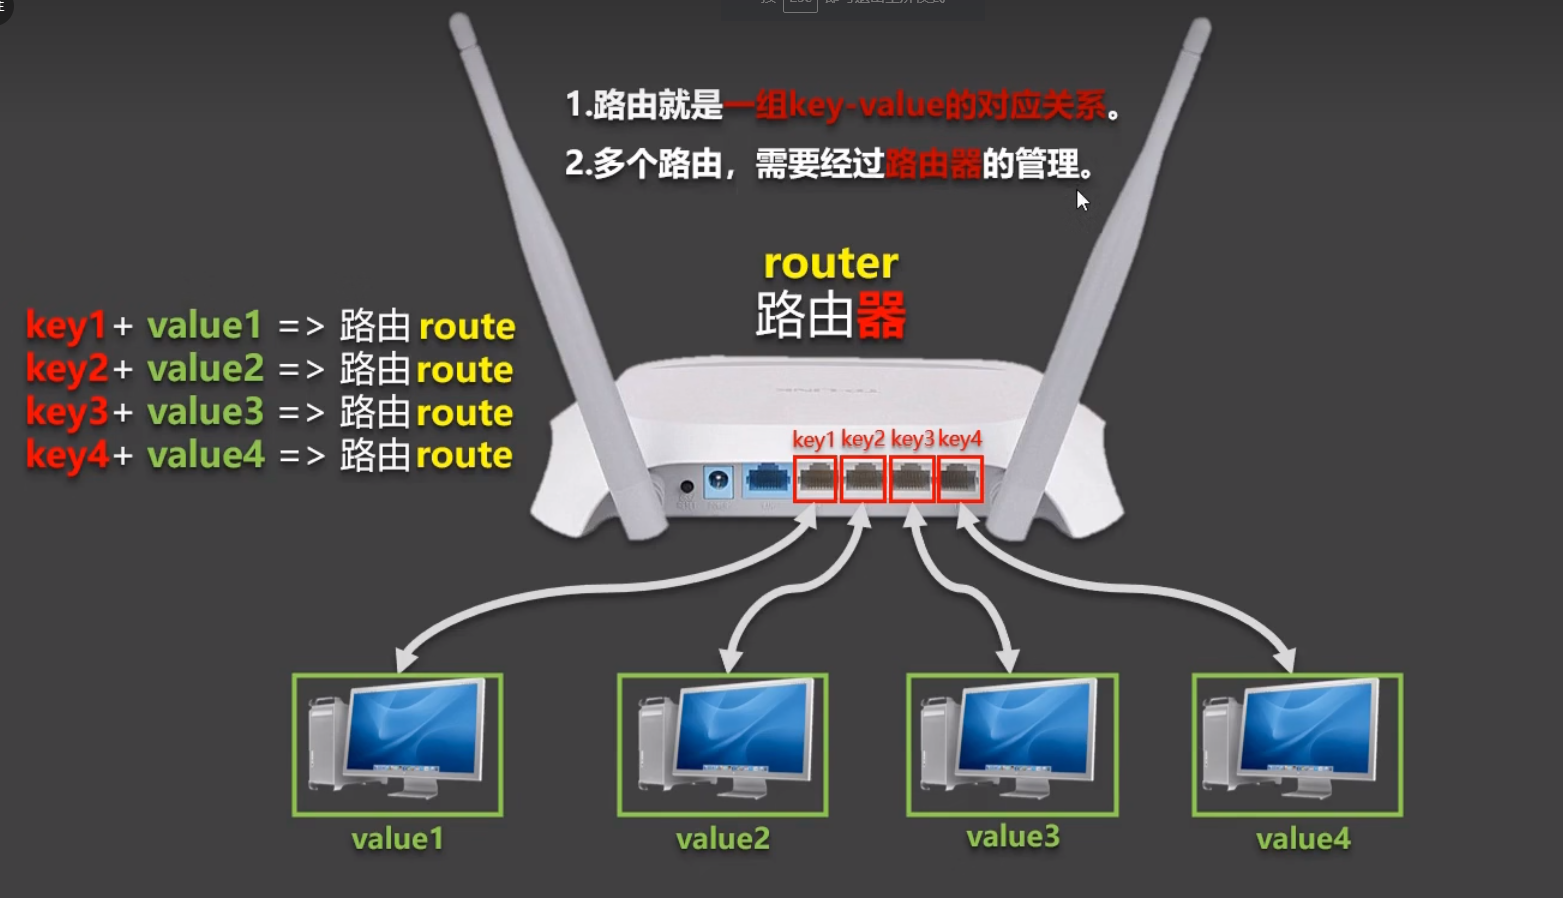 1.路由就是一组key-value的对应关系。
2.多个路由，需要经过路由器的管理。
router
路由器
key1+ value1 => 路由 route
key2+ value2 => 路由 route
key3+ value3 => 路由 route
key4+ value4 => 路由 route
TP-LINK
key1 key2 key3 key4
value1 value2 value3 value4